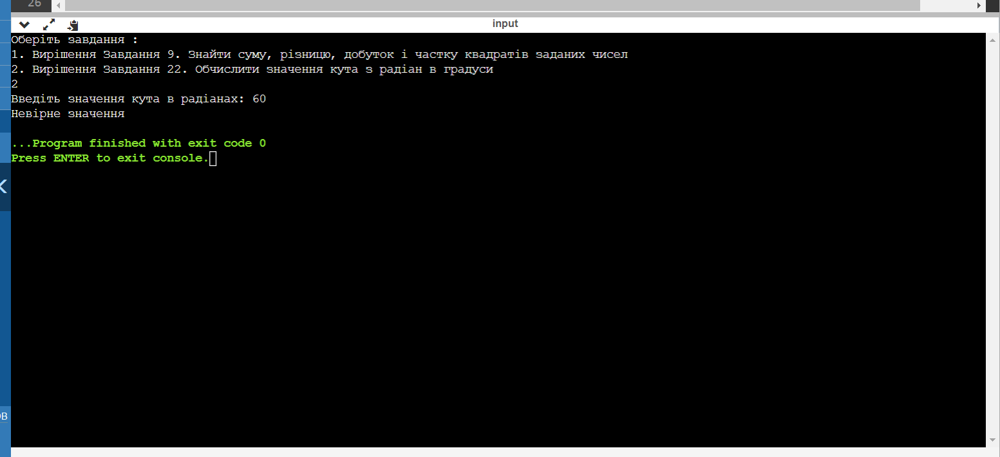 26
input
Оберіть завдання :
1. Вирішення Завдання 9. Знайти суму, різницю, добуток і частку квадратів заданих чисел
2. Вирішення Завдання 22. Обчислити значення кута з радіан в градуси
2
Введіть значення кута в радіанах: 60
Невірне значення
...Program finished with exit code 0
Press ENTER to exit console.